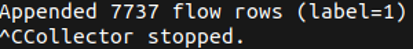 Appended 7737 flow rows (label=1)
^CCollector stopped.